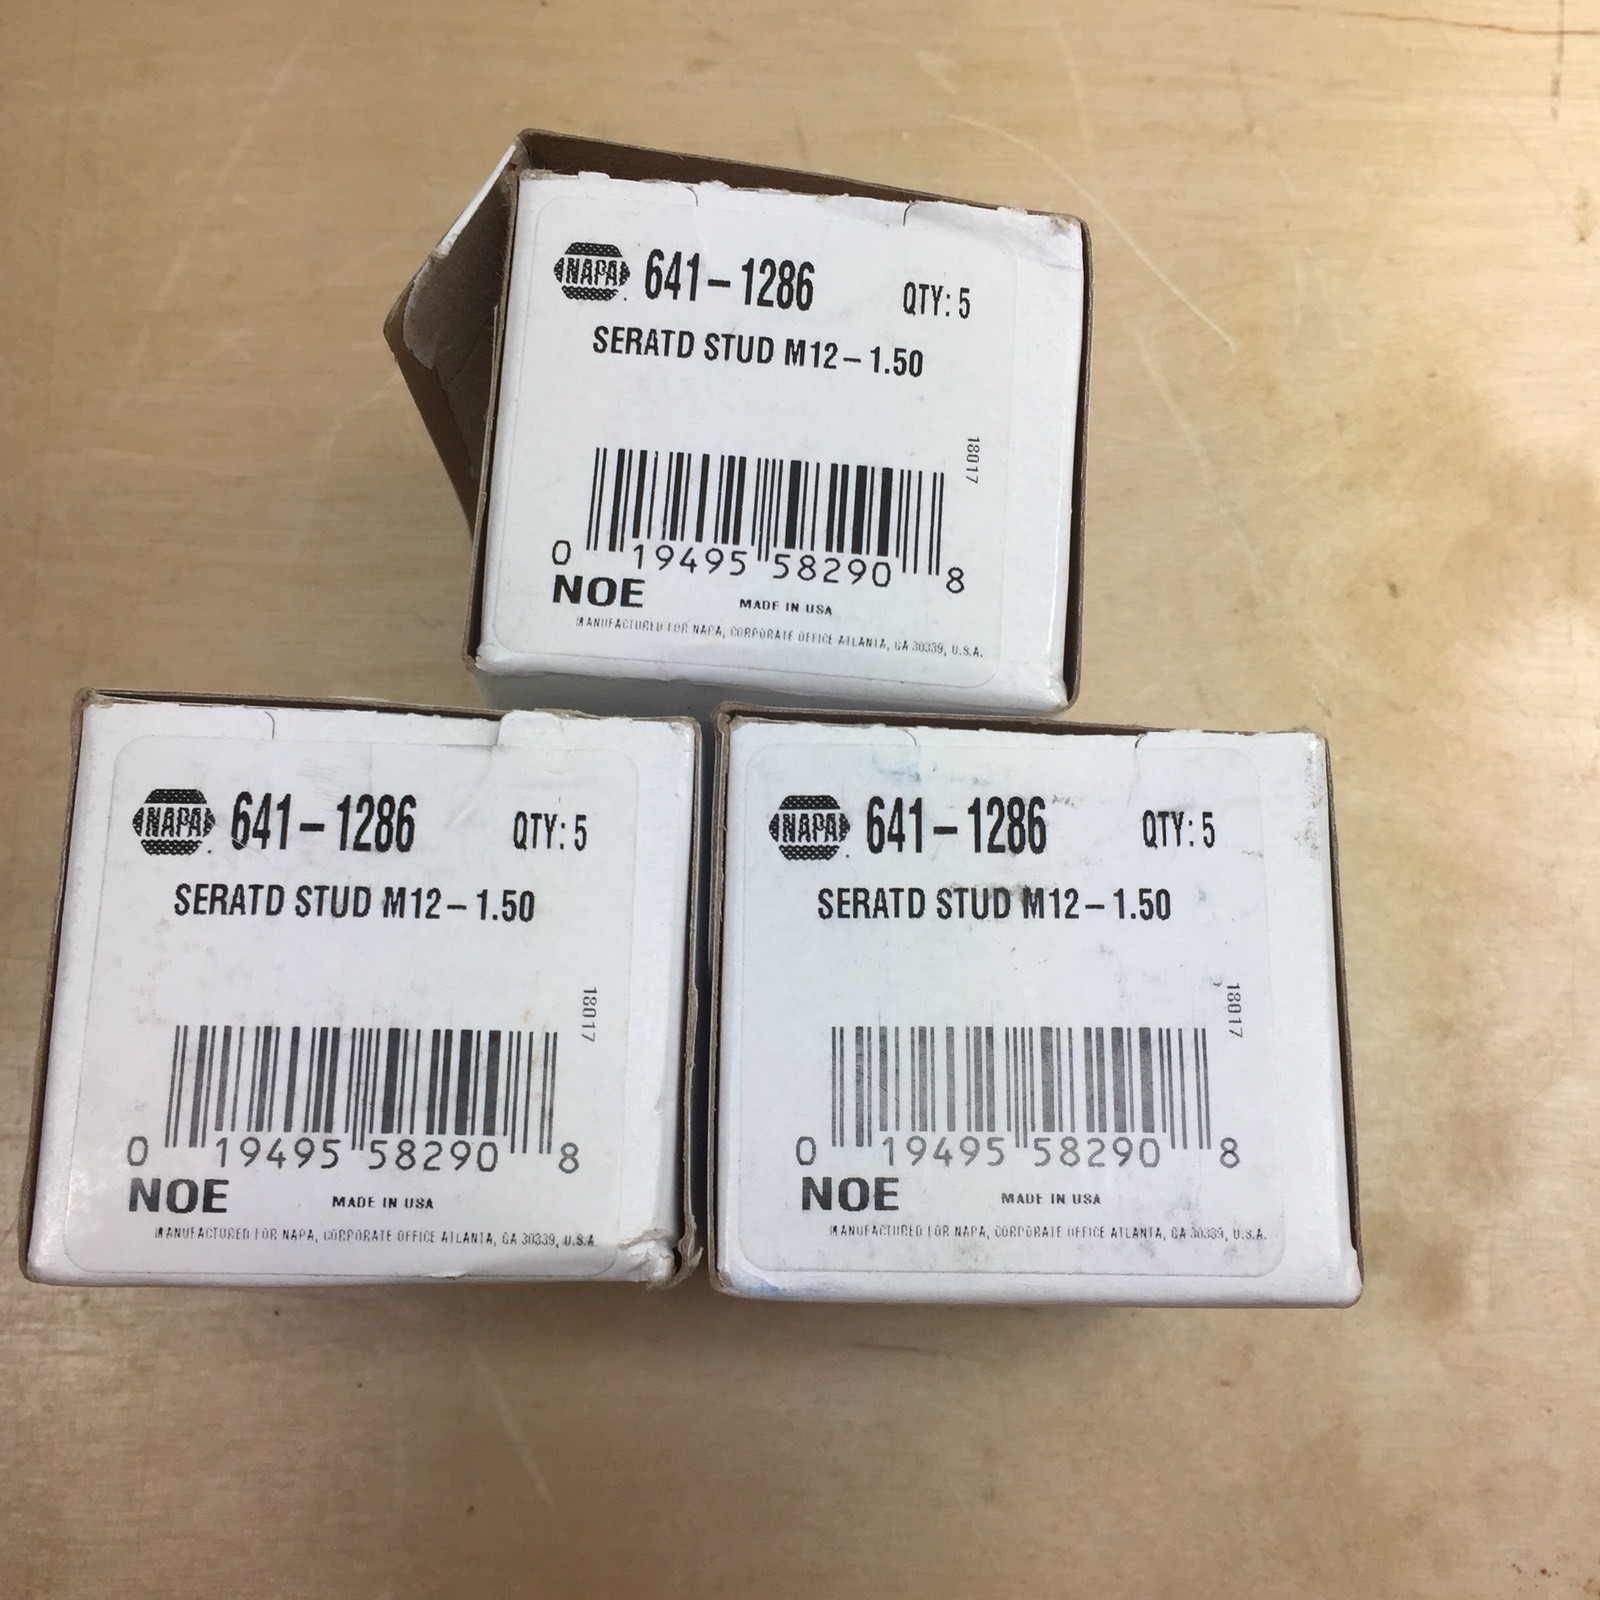 NAPA 641-1286 QTY: 5
SERATD STUD M12-1.50
18017
0 19495 58290 8
NOE MADE IN USA
MANUFACTURED FOR NAPA, CORPORATE OFFICE ATLANTA, GA 30339, U.S.A.
NAPA 641-1286 QTY: 5
SERATD STUD M12-1.50
18017
0 19495 58290 8
NOE MADE IN USA
MANUFACTURED FOR NAPA, CORPORATE OFFICE ATLANTA, GA 30339, U.S.A.
NAPA 641-1286 QTY: 5
SERATD STUD M12-1.50
18017
0 19495 58290 8
NOE MADE IN USA
MANUFACTURED FOR NAPA, CORPORATE OFFICE ATLANTA, GA 30339, U.S.A.